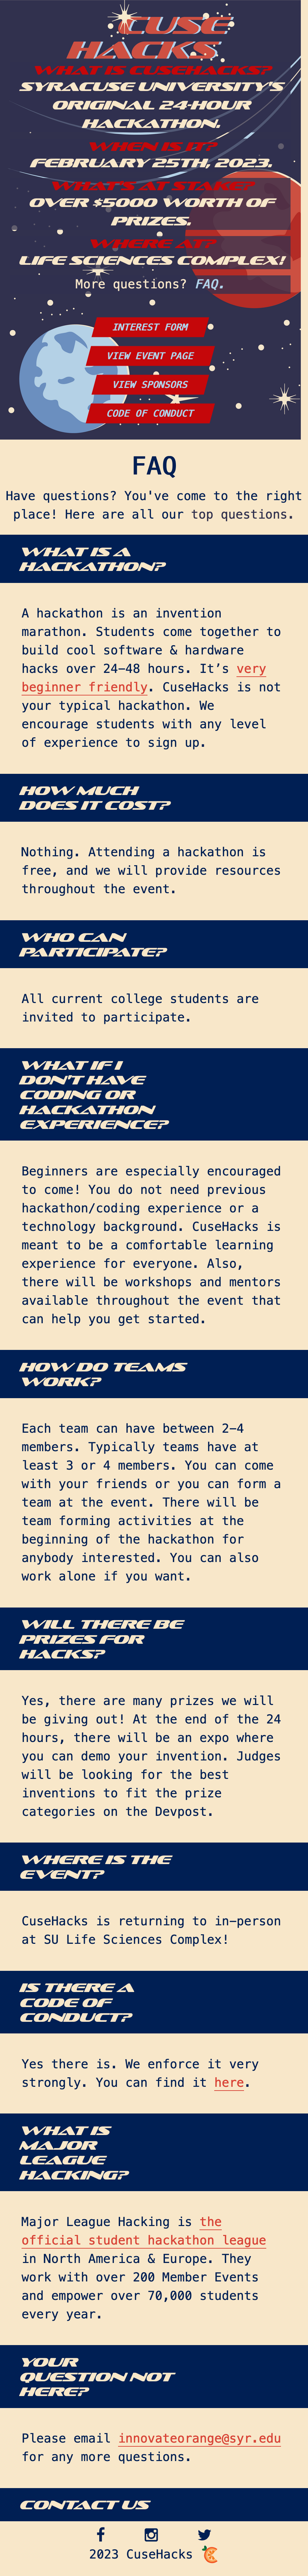 CUSE
HACKS
WHAT IS CUSEHACKS?
SYRACUSE UNIVERSITY'S
ORIGINAL 24-HOUR
HACKATHON.
WHEN IS IT?
FEBRUARY 25TH, 2023.
WHAT'S AT STAKE?
OVER $5000 WORTH OF
PRIZES.
WHERE AT?
LIFE SCIENCES COMPLEX!
More questions? FAQ.
INTEREST FORM
VIEW EVENT PAGE
VIEW SPONSORS
CODE OF CONDUCT
FAQ
Have questions? You've come to the right
place! Here are all our top questions.
WHAT IS A
HACKATHON?
A hackathon is an invention
marathon. Students come together to
build cool software & hardware
hacks over 24–48 hours. It’s very
beginner friendly. CuseHacks is not
your typical hackathon. We
encourage students with any level
of experience to sign up.
HOW MUCH
DOES IT COST?
Nothing. Attending a hackathon is
free, and we will provide resources
throughout the event.
WHO CAN
PARTICIPATE?
All current college students are
invited to participate.
WHAT IF I
DON'T HAVE
CODING OR
HACKATHON
EXPERIENCE?
Beginners are especially encouraged
to come! You do not need previous
hackathon/coding experience or a
technology background. CuseHacks is
meant to be a comfortable learning
experience for everyone. Also,
there will be workshops and mentors
available throughout the event that
can help you get started.
HOW DO TEAMS
WORK?
Each team can have between 2-4
members. Typically teams have at
least 3 or 4 members. You can come
with your friends or you can form a
team at the event. There will be
team forming activities at the
beginning of the hackathon for
anybody interested. You can also
work alone if you want.
WILL THERE BE
PRIZES FOR
HACKS?
Yes, there are many prizes we will
be giving out! At the end of the 24
hours, there will be an expo where
you can demo your invention. Judges
will be looking for the best
inventions to fit the prize
categories on the Devpost.
WHERE IS THE
EVENT?
CuseHacks is returning to in-person
at SU Life Sciences Complex!
IS THERE A
CODE OF
CONDUCT?
Yes there is. We enforce it very
strongly. You can find it here.
WHAT IS
MAJOR
LEAGUE
HACKING?
Major League Hacking is the
official student hackathon league
in North America & Europe. They
work with over 200 Member Events
and empower over 70,000 students
every year.
YOUR
QUESTION NOT
HERE?
Please email innovateorange@syr.edu
for any more questions.
CONTACT US
2023 CuseHacks